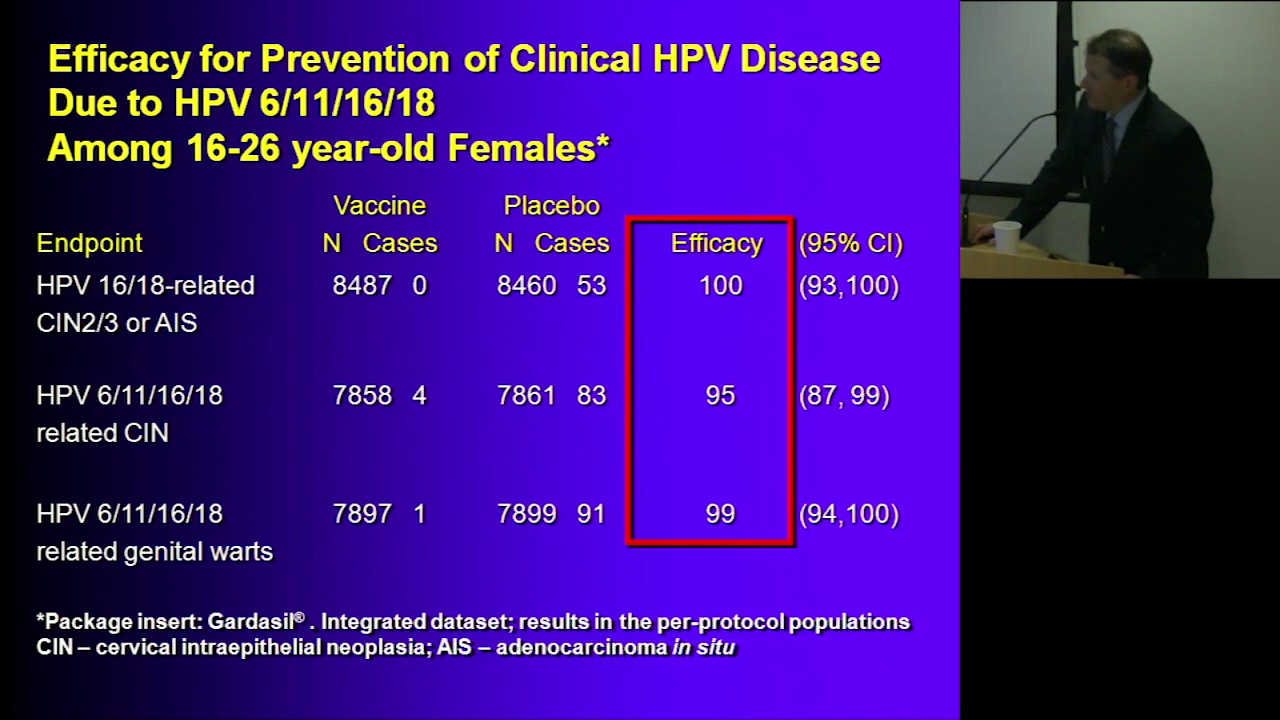 Efficacy for Prevention of Clinical HPV Disease
Due to HPV 6/11/16/18
Among 16-26 year-old Females*
Vaccine Placebo
Endpoint N Cases N Cases Efficacy (95% CI)
HPV 16/18-related 8487 0 8460 53 100 (93,100)
CIN2/3 or AIS
HPV 6/11/16/18 7858 4 7861 83 95 (87, 99)
related CIN
HPV 6/11/16/18 7897 1 7899 91 99 (94,100)
related genital warts
*Package insert: Gardasil® . Integrated dataset; results in the per-protocol populations
CIN – cervical intraepithelial neoplasia; AIS – adenocarcinoma in situ